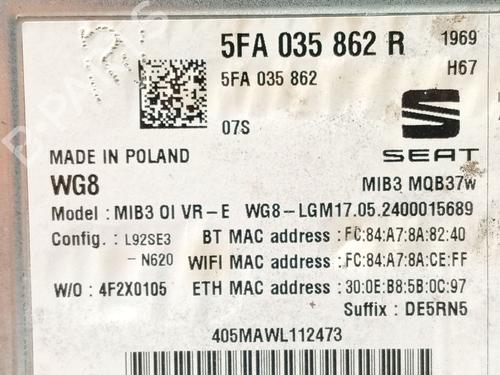 5FA 035 862 R
1969
5FA 035 862
H67
07S
SEAT
MADE IN POLAND
WG8
MIB3 MQB37w
Model : MIB3 OI VR-E WG8-LGM17.05.2400015689
Config. : L92SE3
-N620
BT MAC address : FC:84:A7:8A:82:40
WIFI MAC address : FC:84:A7:8A:CE:FF
W/O : 4F2X0105
ETH MAC address : 30:0E:B8:5B:0C:97
Suffix : DE5RN5
405MAWL112473